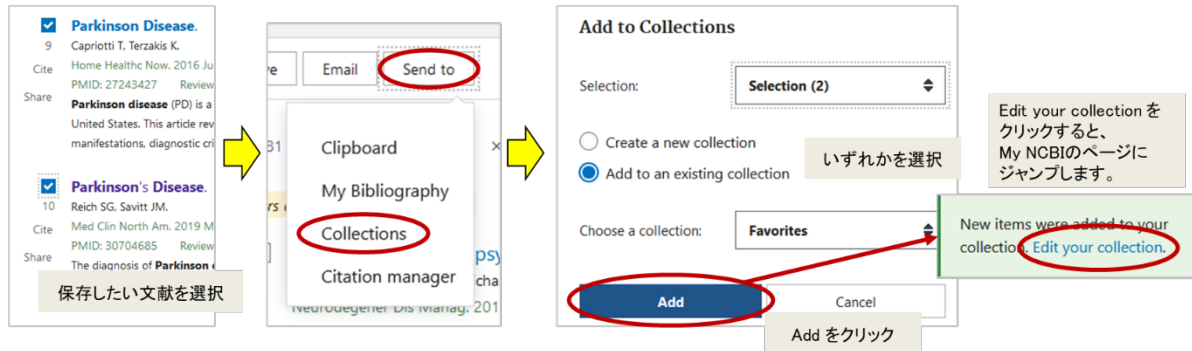 Parkinson Disease.
9 Capriotti T, Terzakis K.
Cite Home Healthc Now. 2016 Ju
PMID: 27243427 Review
Share Parkinson disease (PD) is a
United States. This article rev
manifestations, diagnostic cri
Parkinson's Disease.
10 Reich SG, Savitt JM.
Cite Med Clin North Am. 2019 M
PMID: 30704685 Review
Share The diagnosis of Parkinson
保存したい文献を選択
Email Send to
Clipboard ×
My Bibliography
Collections
Citation manager
Neurodegener Dis Manag. 201
Add to Collections
Selection: Selection (2)
Create a new collection
Add to an existing collection
いずれかを選択
Choose a collection: Favorites
Add Cancel
Add をクリック
Edit your collection を
クリックすると、
My NCBIのページに
ジャンプします。
New items were added to your
collection. Edit your collection.